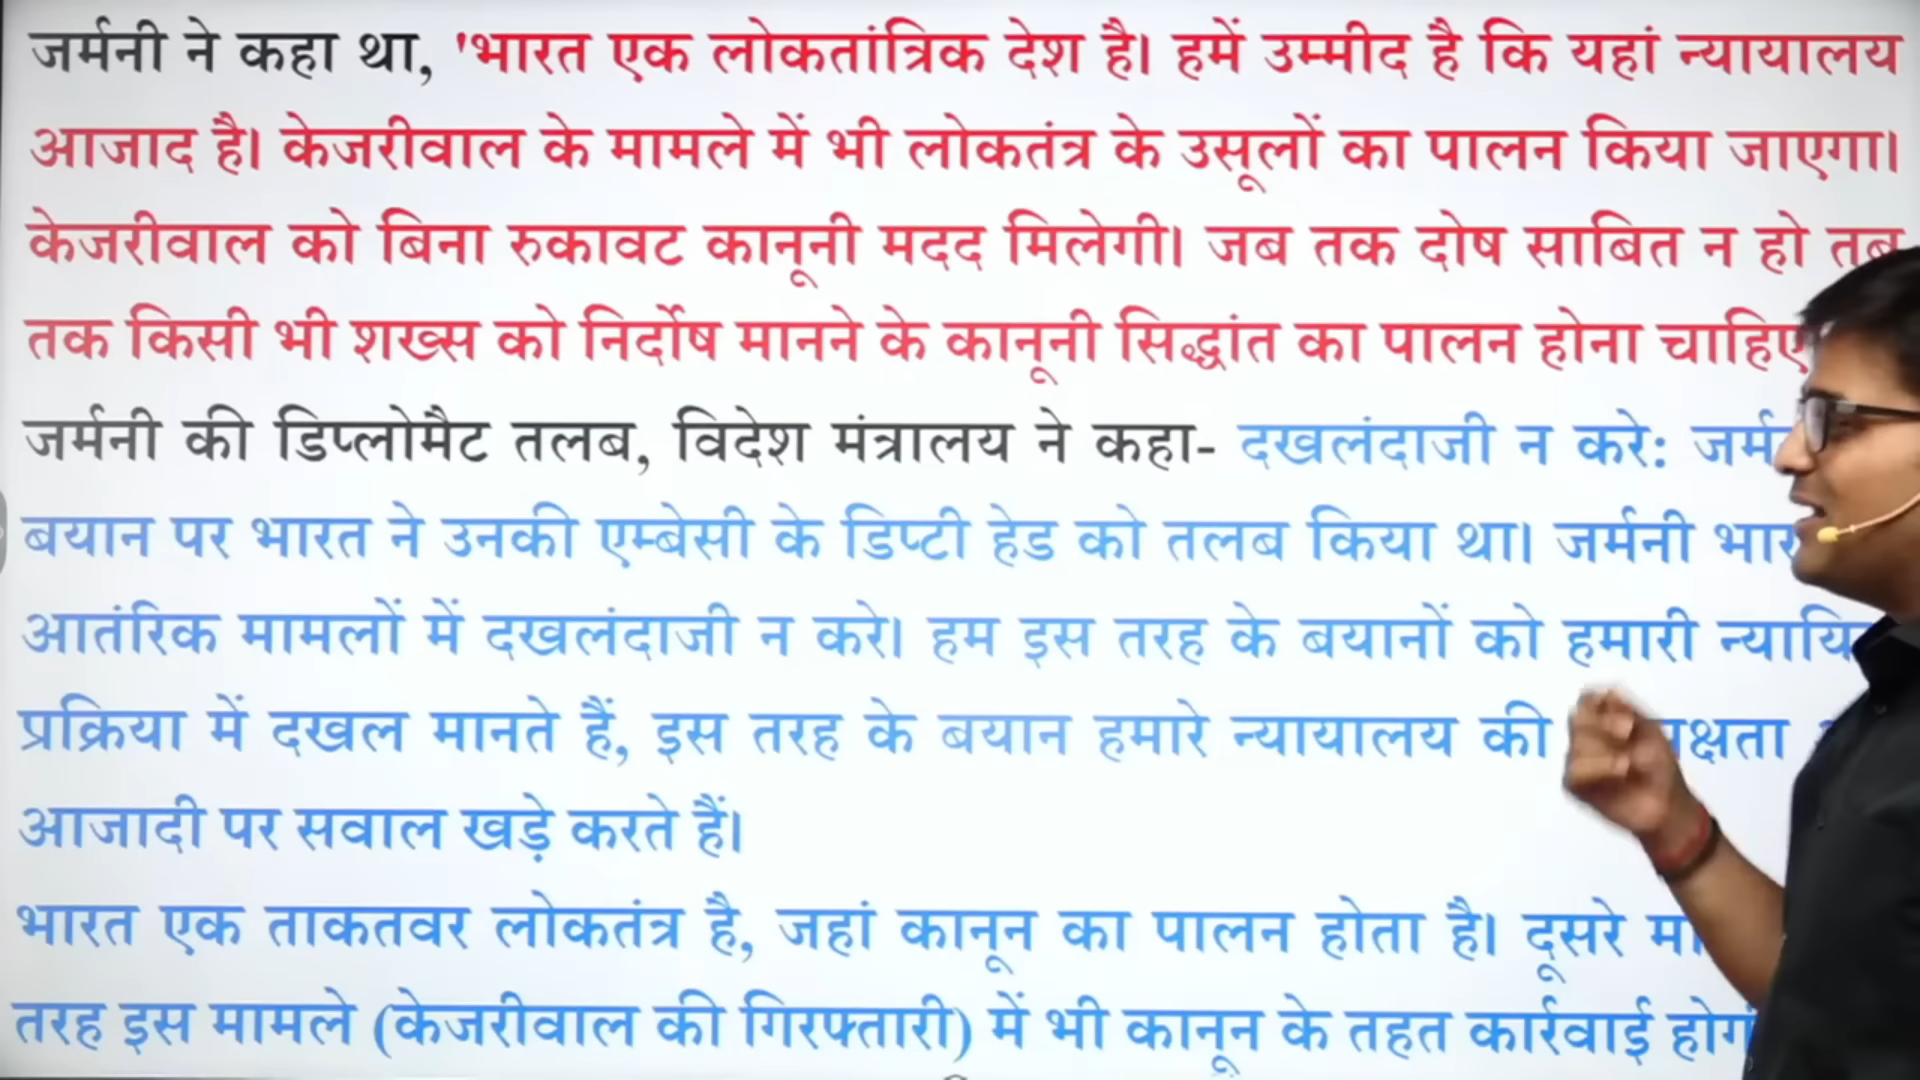 जर्मनी ने कहा था, 'भारत एक लोकतांत्रिक देश है। हमें उम्मीद है कि यहां न्यायालय
आजाद है। केजरीवाल के मामले में भी लोकतंत्र के उसूलों का पालन किया जाएगा।
केजरीवाल को बिना रुकावट कानूनी मदद मिलेगी। जब तक दोष साबित न हो तब
तक किसी भी शख्स को निर्दोष मानने के कानूनी सिद्धांत का पालन होना चाहिए
जर्मनी की डिप्लोमैट तलब, विदेश मंत्रालय ने कहा- दखलंदाजी न करे:
बयान पर भारत ने उनकी एम्बेसी के डिप्टी हेड को तलब किया था। जर्मनी
आतंरिक मामलों में दखलंदाजी न करे। हम इस तरह के बयानों को हमारी
प्रक्रिया में दखल मानते हैं, इस तरह के बयान हमारे न्यायालय की
आजादी पर सवाल खड़े करते हैं।
भारत एक ताकतवर लोकतंत्र है, जहां कानून का पालन होता है। दूसरे
तरह इस मामले (केजरीवाल की गिरफ्तारी) में भी कानून के तहत कार्रवाई